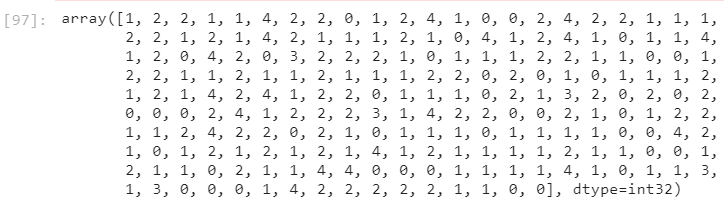 [97]: array([1, 2, 2, 1, 1, 4, 2, 2, 0, 1, 2, 4, 1, 0, 0, 2, 4, 2, 2, 1, 1, 1,
2, 2, 1, 2, 1, 4, 2, 1, 1, 1, 2, 1, 0, 4, 1, 2, 4, 1, 0, 1, 1, 4,
1, 2, 0, 4, 2, 0, 3, 2, 2, 2, 1, 0, 1, 1, 1, 2, 2, 1, 1, 0, 0, 1,
2, 2, 1, 1, 2, 1, 1, 2, 1, 1, 1, 2, 2, 0, 2, 0, 1, 0, 1, 1, 1, 2,
1, 2, 1, 4, 2, 4, 1, 2, 2, 0, 1, 1, 1, 0, 2, 1, 3, 2, 0, 2, 0, 2,
0, 0, 0, 2, 4, 1, 2, 2, 2, 3, 1, 4, 2, 2, 0, 0, 2, 1, 0, 1, 2, 2,
1, 1, 2, 4, 2, 2, 0, 2, 1, 0, 1, 1, 1, 0, 1, 1, 1, 1, 0, 0, 4, 2,
1, 0, 1, 2, 1, 2, 1, 2, 1, 4, 1, 2, 1, 1, 1, 1, 2, 1, 1, 0, 0, 1,
2, 1, 1, 0, 2, 1, 1, 4, 4, 0, 0, 0, 1, 1, 1, 1, 4, 1, 0, 1, 1, 3,
1, 3, 0, 0, 0, 1, 4, 2, 2, 2, 2, 2, 1, 1, 0, 0], dtype=int32)